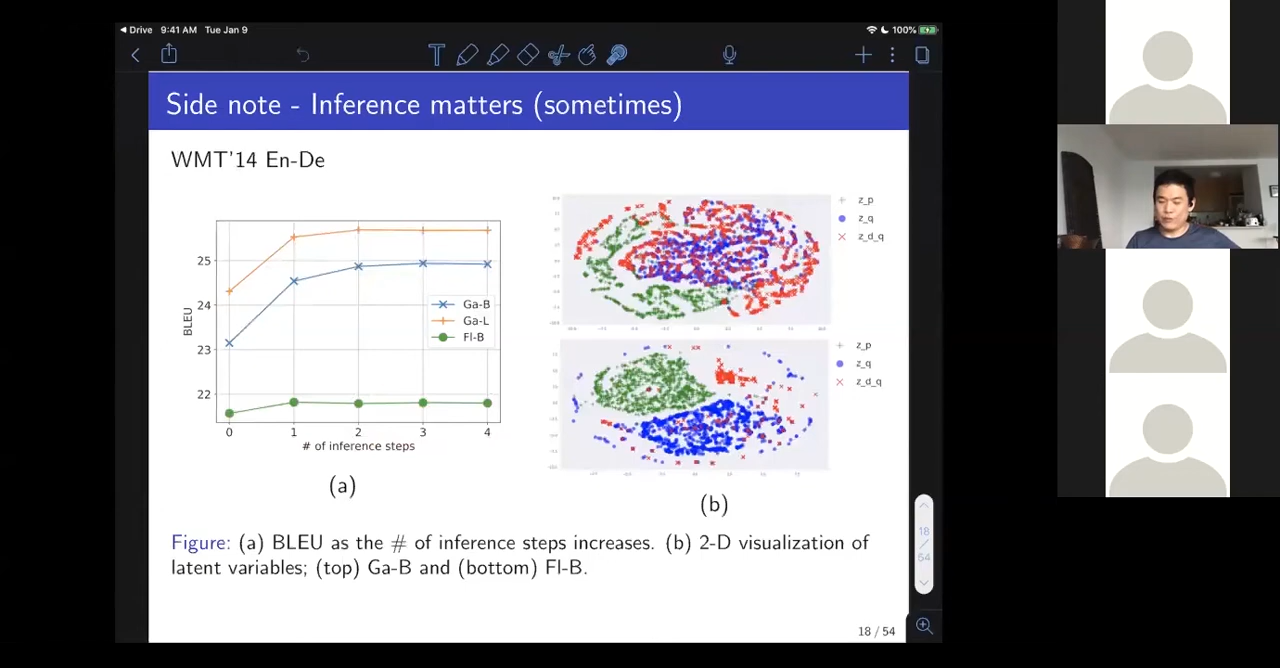 Drive 9:41 AM Tue Jan 9
100%
Side note - Inference matters (sometimes)
WMT'14 En-De
BLEU
25
24
23
22
0 1 2 3 4
# of inference steps
Ga-B
Ga-L
Fl-B
(a)
z_p
z_q
z_d_q
z_p
z_q
z_d_q
(b)
Figure: (a) BLEU as the # of inference steps increases. (b) 2-D visualization of
latent variables; (top) Ga-B and (bottom) Fl-B.
18
/
54
18 / 54